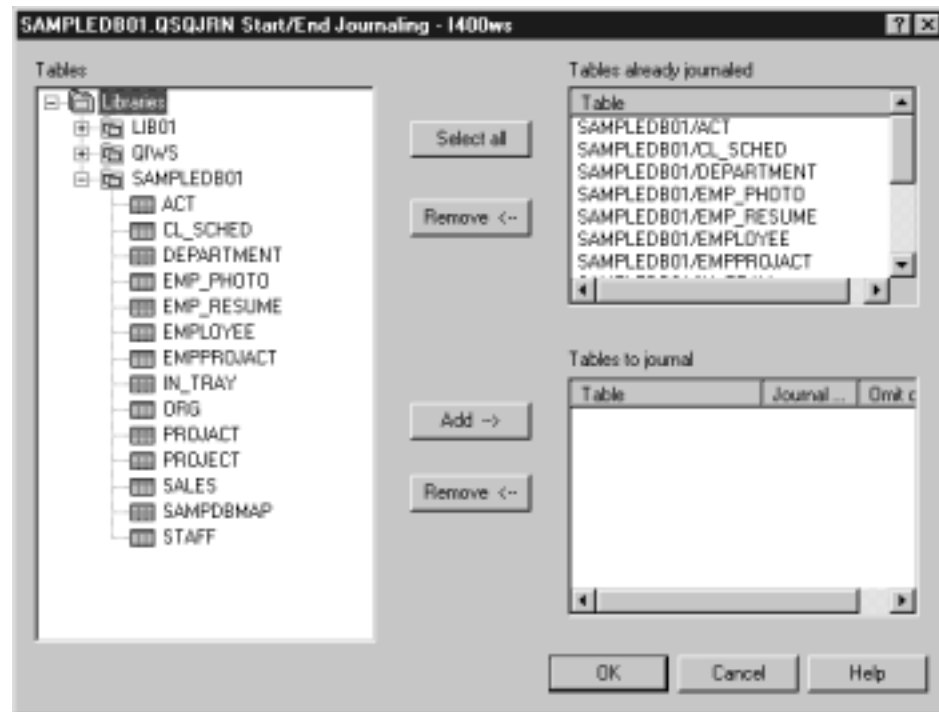 SAMPLEDB01.QSQJRN Start/End Journaling - I400ws
Tables
Libraries
LIB01
QIWS
SAMPLEDB01
ACT
CL_SCHED
DEPARTMENT
EMP_PHOTO
EMP_RESUME
EMPLOYEE
EMPPROJACT
IN_TRAY
ORG
PROJACT
PROJECT
SALES
SAMPDBMAP
STAFF
Select all
Remove <--
Add -->
Remove <--
Tables already journaled
Table
SAMPLEDB01/ACT
SAMPLEDB01/CL_SCHED
SAMPLEDB01/DEPARTMENT
SAMPLEDB01/EMP_PHOTO
SAMPLEDB01/EMP_RESUME
SAMPLEDB01/EMPLOYEE
SAMPLEDB01/EMPPROJACT
Tables to journal
Table Journal ... Omit
OK Cancel Help